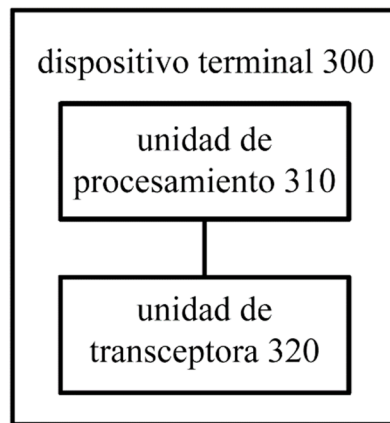 dispositivo terminal 300
unidad de
procesamiento 310
unidad de
transceptora 320